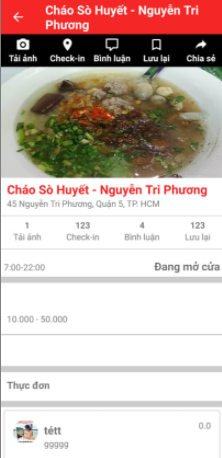 Cháo Sò Huyết - Nguyễn Tri
Phương
Tải ảnh Check-in Bình luận Lưu lại Chia sẻ
Cháo Sò Huyết - Nguyễn Tri Phương
45 Nguyễn Tri Phương, Quận 5, TP. HCM
1 123 4 123
Tải ảnh Check-in Bình luận Lưu lại
7:00-22:00 Đang mở cửa
10.000 - 50.000
Thực đơn
tétt 0.0
ggggg